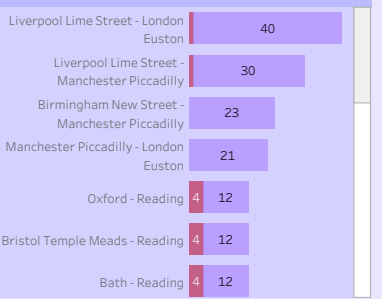 Liverpool Lime Street - London
Euston
40
Liverpool Lime Street -
Manchester Piccadilly
30
Birmingham New Street -
Manchester Piccadilly
23
Manchester Piccadilly - London
Euston
21
Oxford - Reading
4 12
Bristol Temple Meads - Reading
4 12
Bath - Reading
4 12